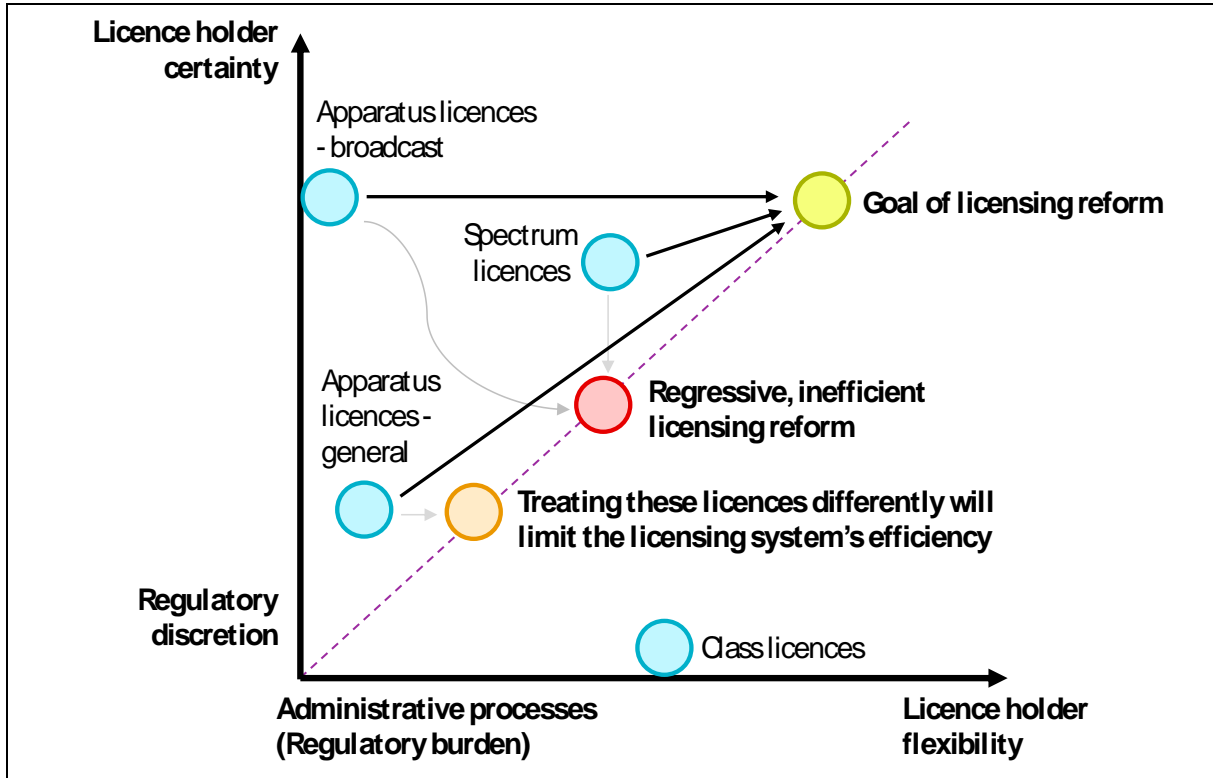 Licence holder
certainty
Apparatus licences
- broadcast
Goal of licensing reform
Spectrum
licences
Regressive, inefficient
licensing reform
Apparatus
licences -
general
Treating these licences differently will
limit the licensing system's efficiency
Regulatory
discretion
Class licences
Administrative processes
(Regulatory burden)
Licence holder
flexibility